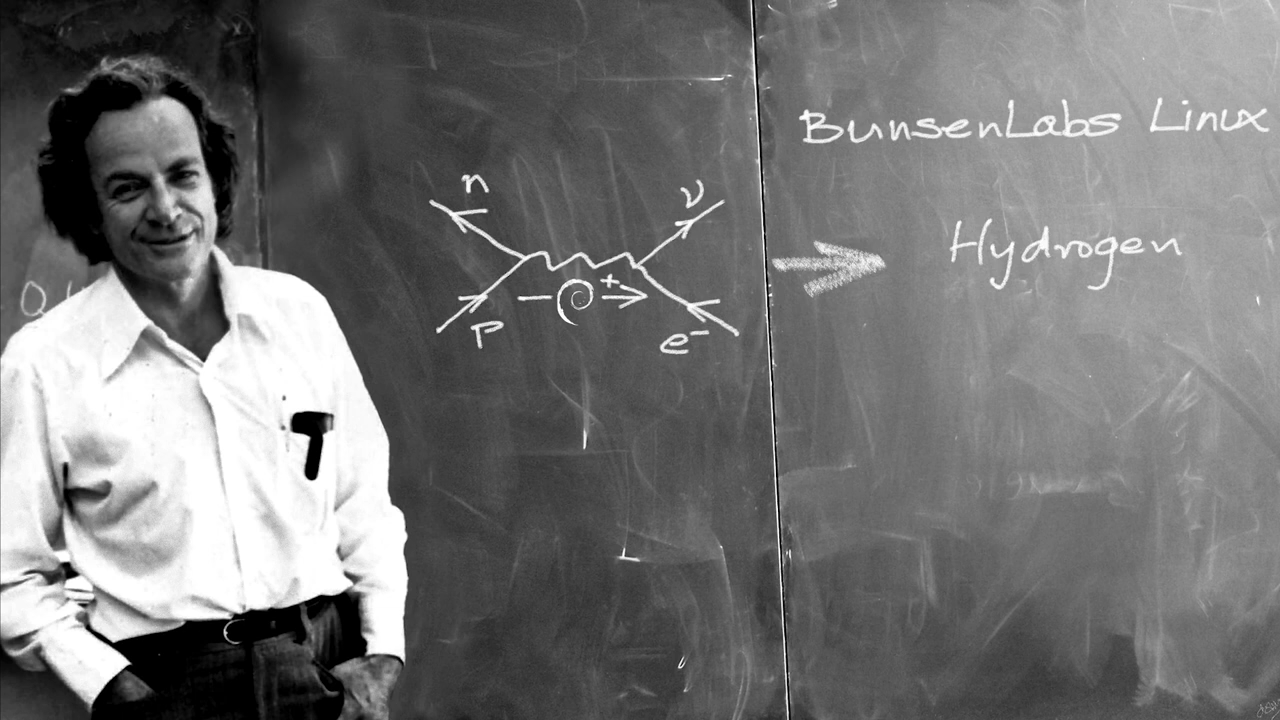 BunsenLabs Linux
n
ν
Hydrogen
+
p
e⁻
Q